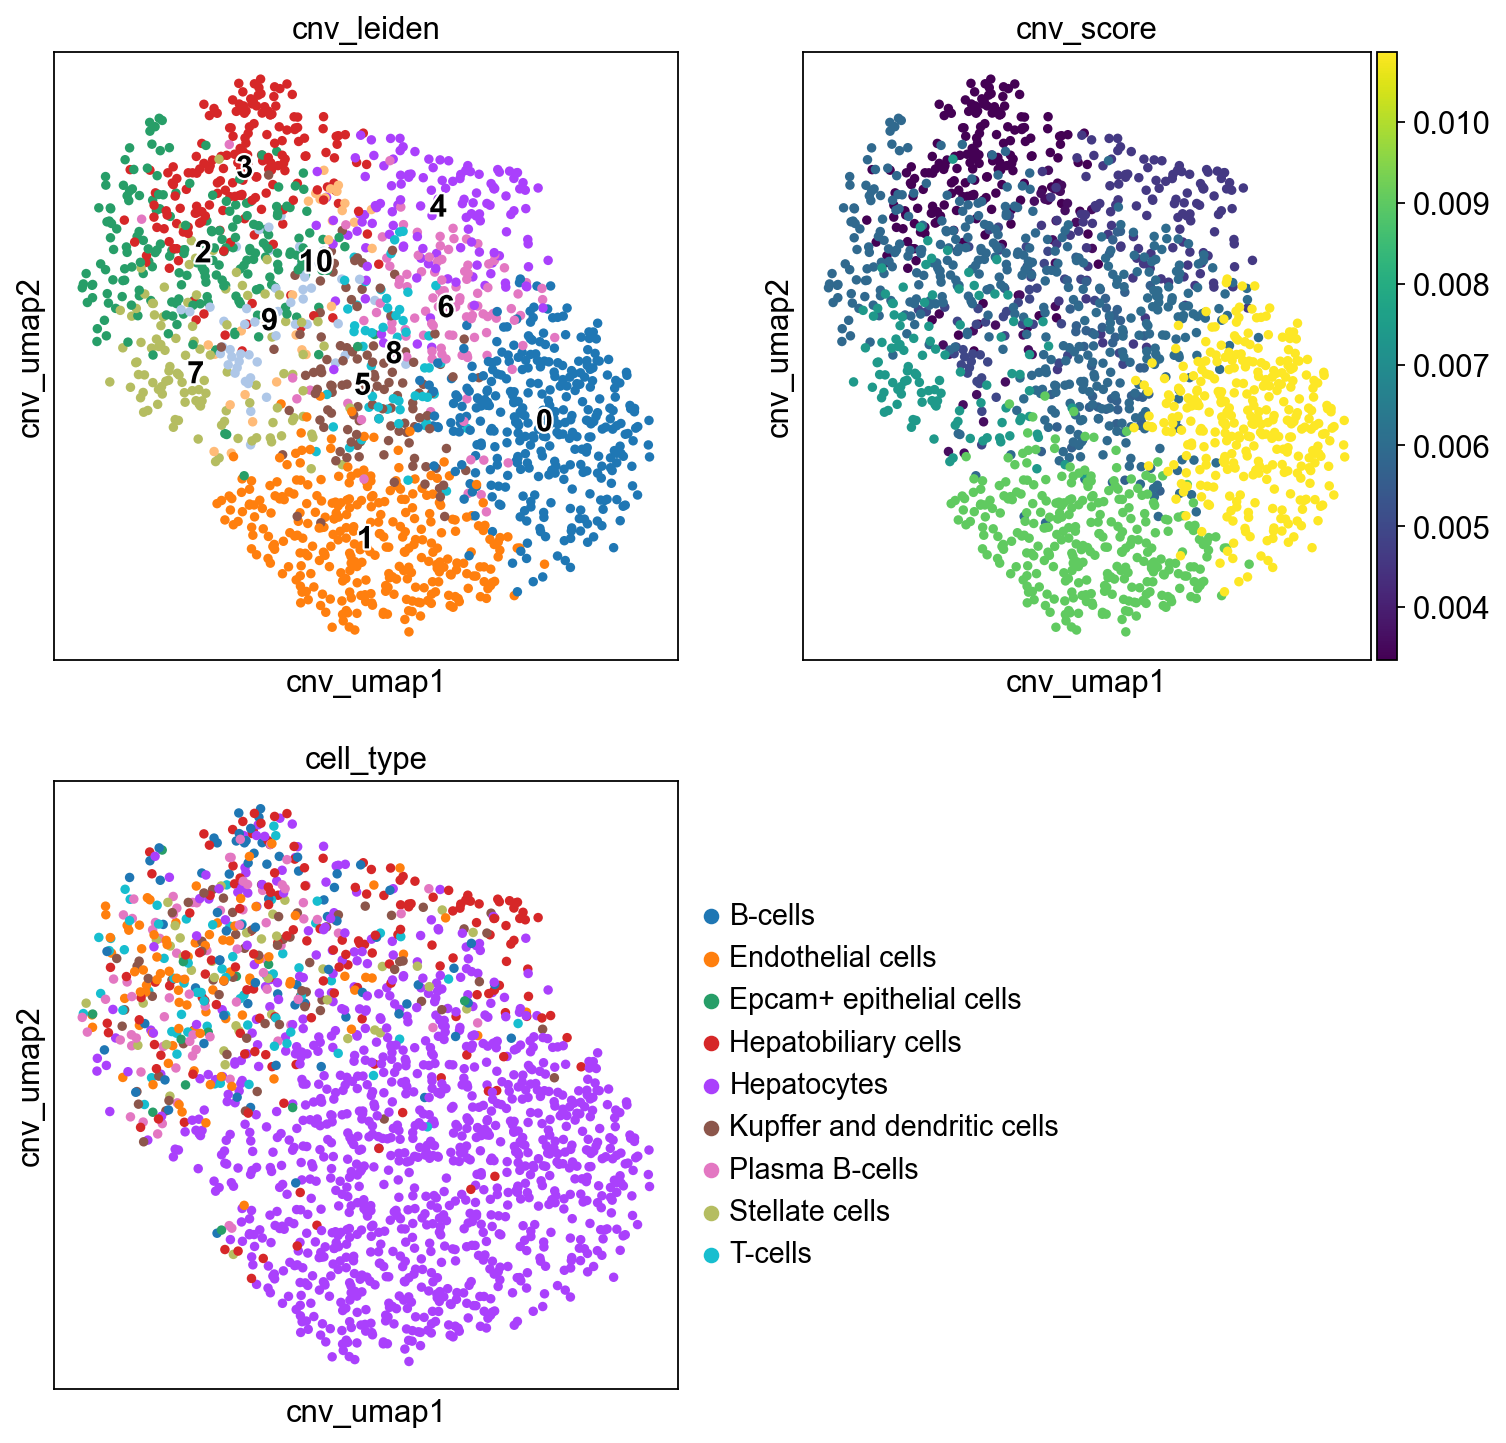 cnv_leiden
3
4
2
10
6
9
8
7
5
0
1
cnv_umap2
cnv_umap1
cnv_score
0.010
0.009
0.008
0.007
0.006
0.005
0.004
cnv_umap2
cnv_umap1
cell_type
cnv_umap2
cnv_umap1
B-cells
Endothelial cells
Epcam+ epithelial cells
Hepatobiliary cells
Hepatocytes
Kupffer and dendritic cells
Plasma B-cells
Stellate cells
T-cells